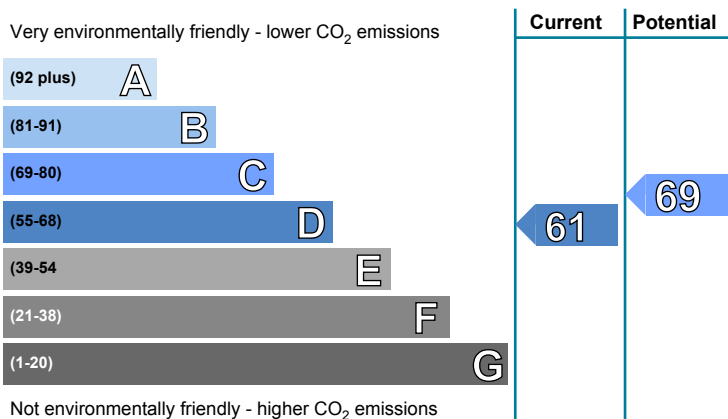 Current Potential
Very environmentally friendly - lower CO2 emissions
(92 plus) A
(81-91) B
(69-80) C
(55-68) D
(39-54 E
(21-38) F
(1-20) G
69
61
Not environmentally friendly - higher CO2 emissions